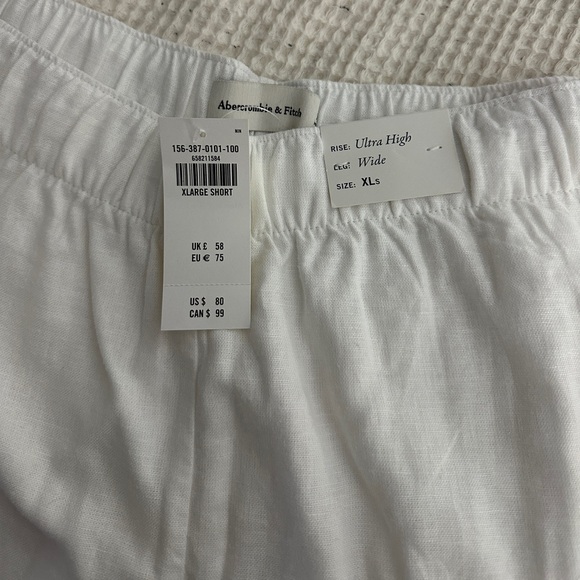 Abercrombie & Fitch
156-387-0101-100
658211584
XLARGE SHORT
UK £ 58
EU € 75
US $ 80
CAN $ 99
RISE: Ultra High
LEG: Wide
SIZE: XLS